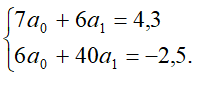 7a₀ + 6a₁ = 4,3
6a₀ + 40a₁ = −2,5.